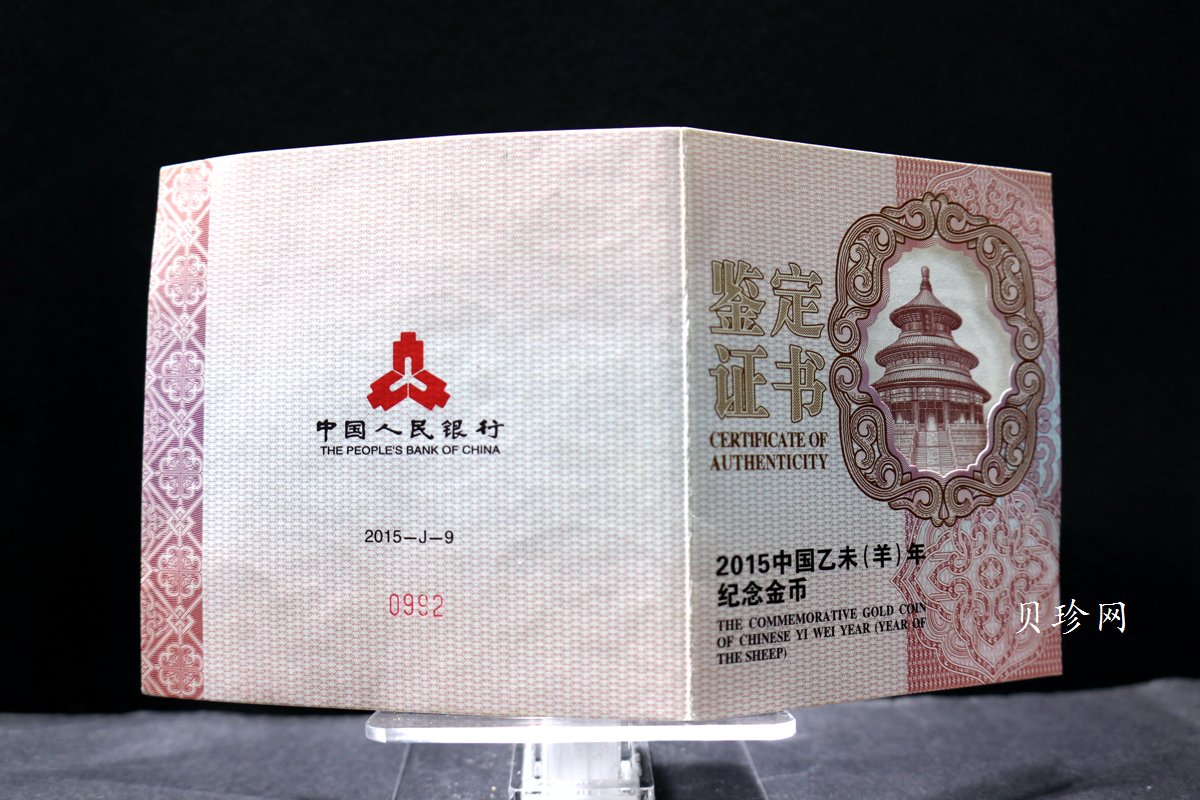 中国人民银行
THE PEOPLE'S BANK OF CHINA
2015—J—9
0992
鉴定
证书
CERTIFICATE OF
AUTHENTICITY
2015中国乙未(羊)年
纪念金币
THE COMMEMORATIVE GOLD COIN
OF CHINESE YI WEI YEAR (YEAR OF
THE SHEEP)
贝珍网